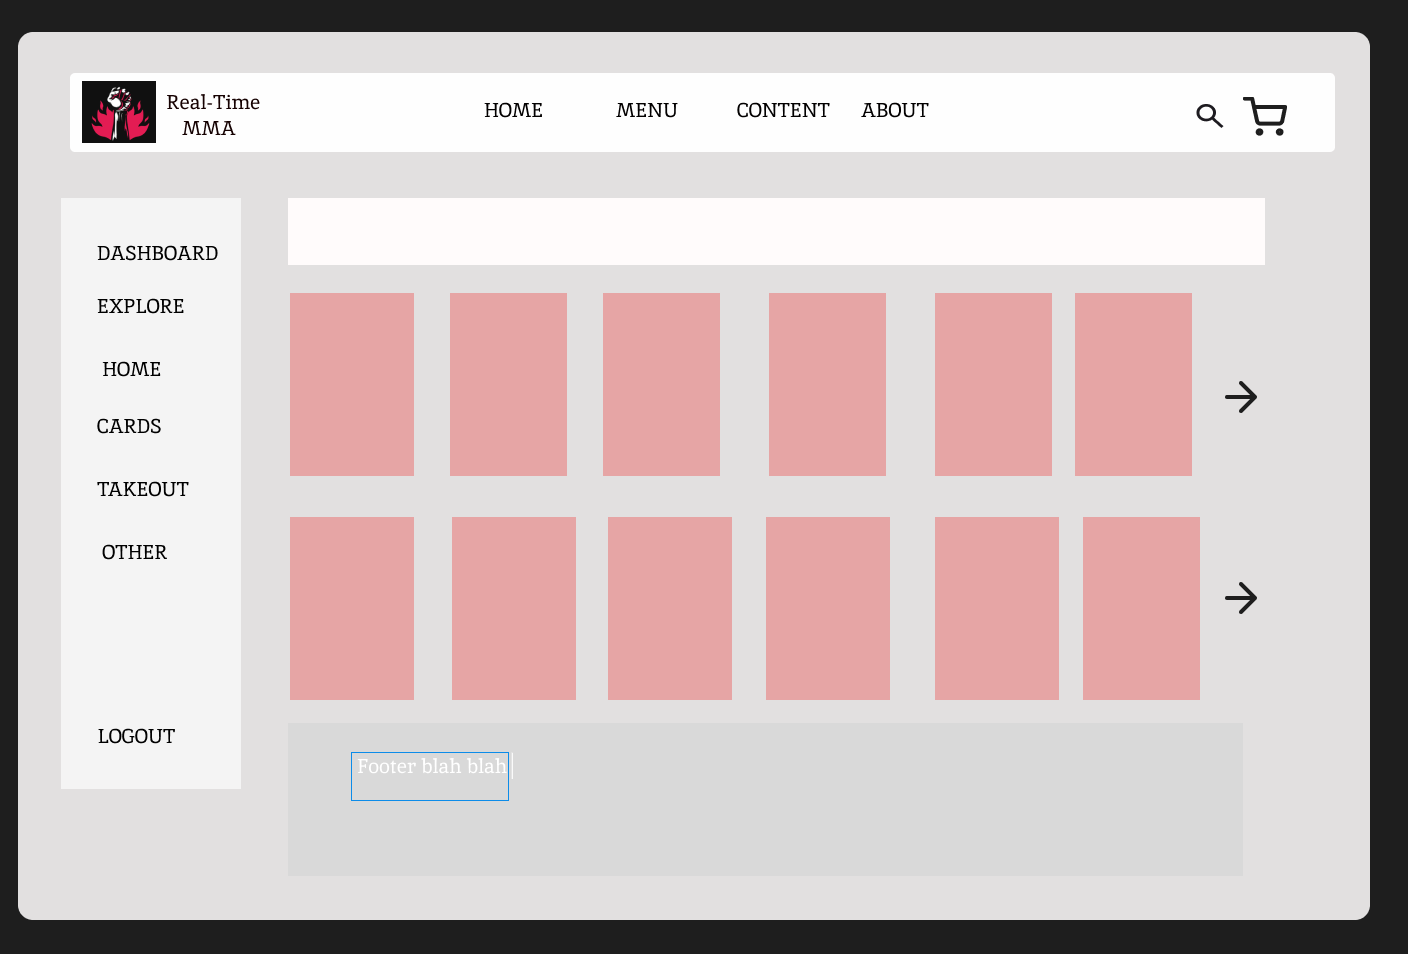 Real-Time
MMA
HOME
MENU
CONTENT
ABOUT
DASHBOARD
EXPLORE
HOME
CARDS
TAKEOUT
OTHER
LOGOUT
Footer blah blah